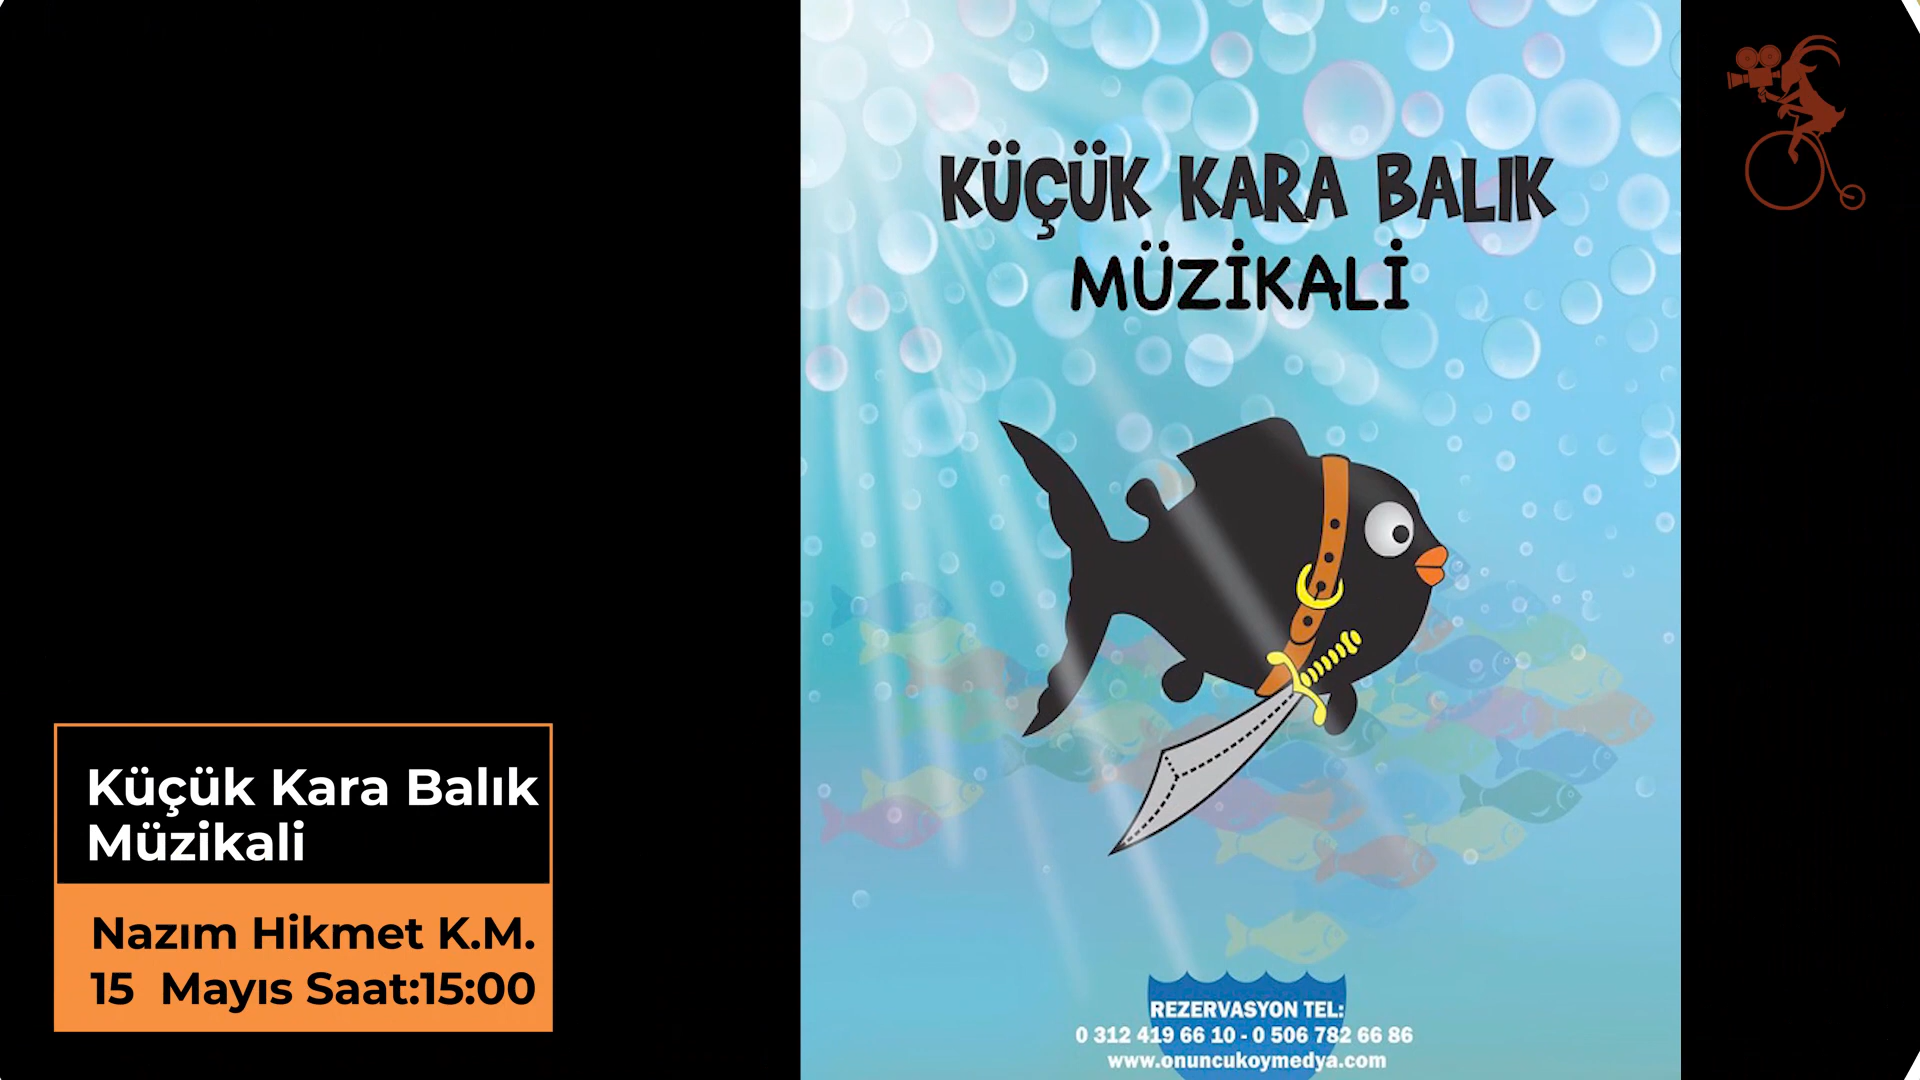 KÜÇÜK KARA BALIK
MÜZİKALİ
Küçük Kara Balık
Müzikali
Nazım Hikmet K.M.
15 Mayıs Saat:15:00
REZERVASYON TEL:
0 312 419 66 10 - 0 506 782 66 86
www.onuncukoymedya.com